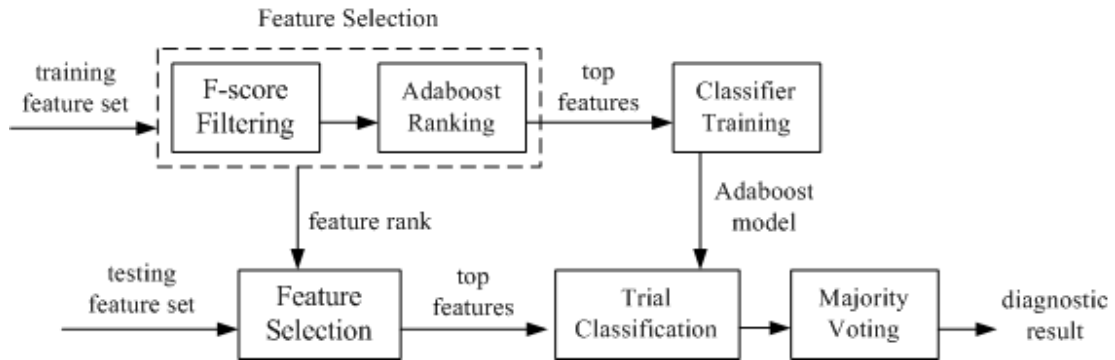 Feature Selection
training
feature set
F-score
Filtering
Adaboost
Ranking
top
features
Classifier
Training
feature rank
Adaboost
model
testing
feature set
Feature
Selection
top
features
Trial
Classification
Majority
Voting
diagnostic
result